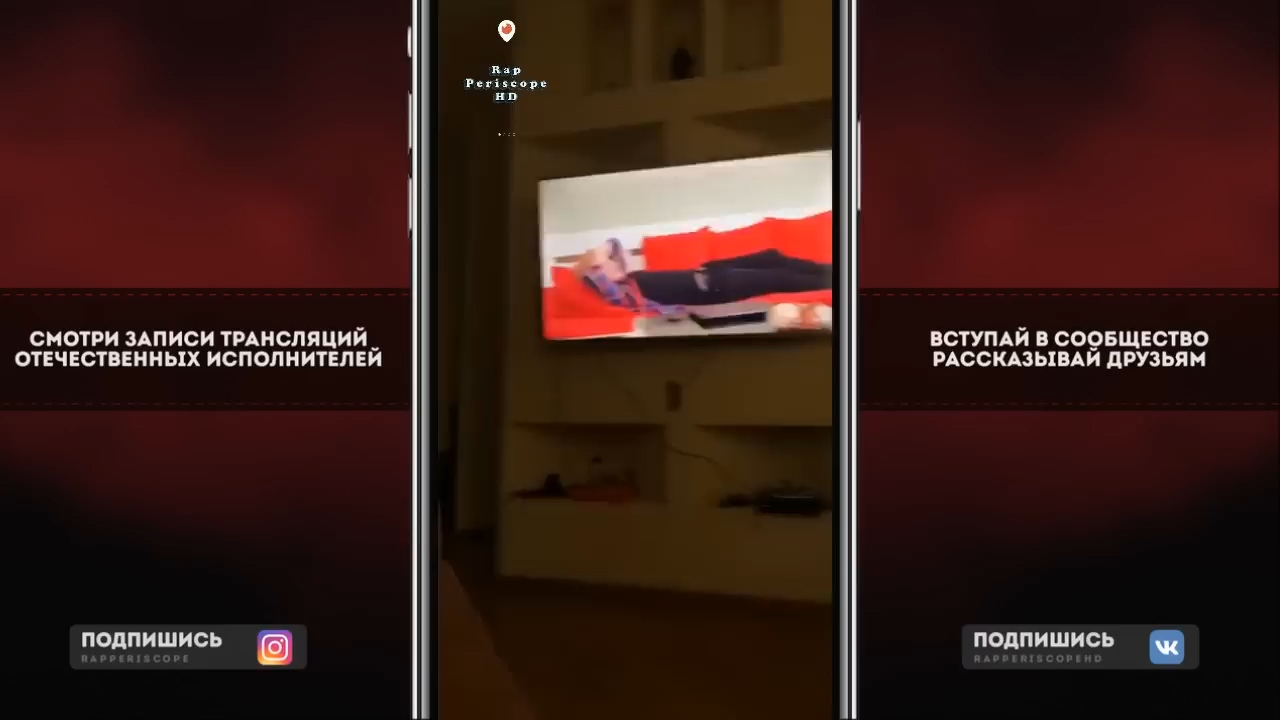 Rap
Periscope
HD
СМОТРИ ЗАПИСИ ТРАНСЛЯЦИЙ
ОТЕЧЕСТВЕННЫХ ИСПОЛНИТЕЛЕЙ
ВСТУПАЙ В СООБЩЕСТВО
РАССКАЗЫВАЙ ДРУЗЬЯМ
ПОДПИШИСЬ
RAPPERISCOPE
ПОДПИШИСЬ
RAPPERISCOPEHD